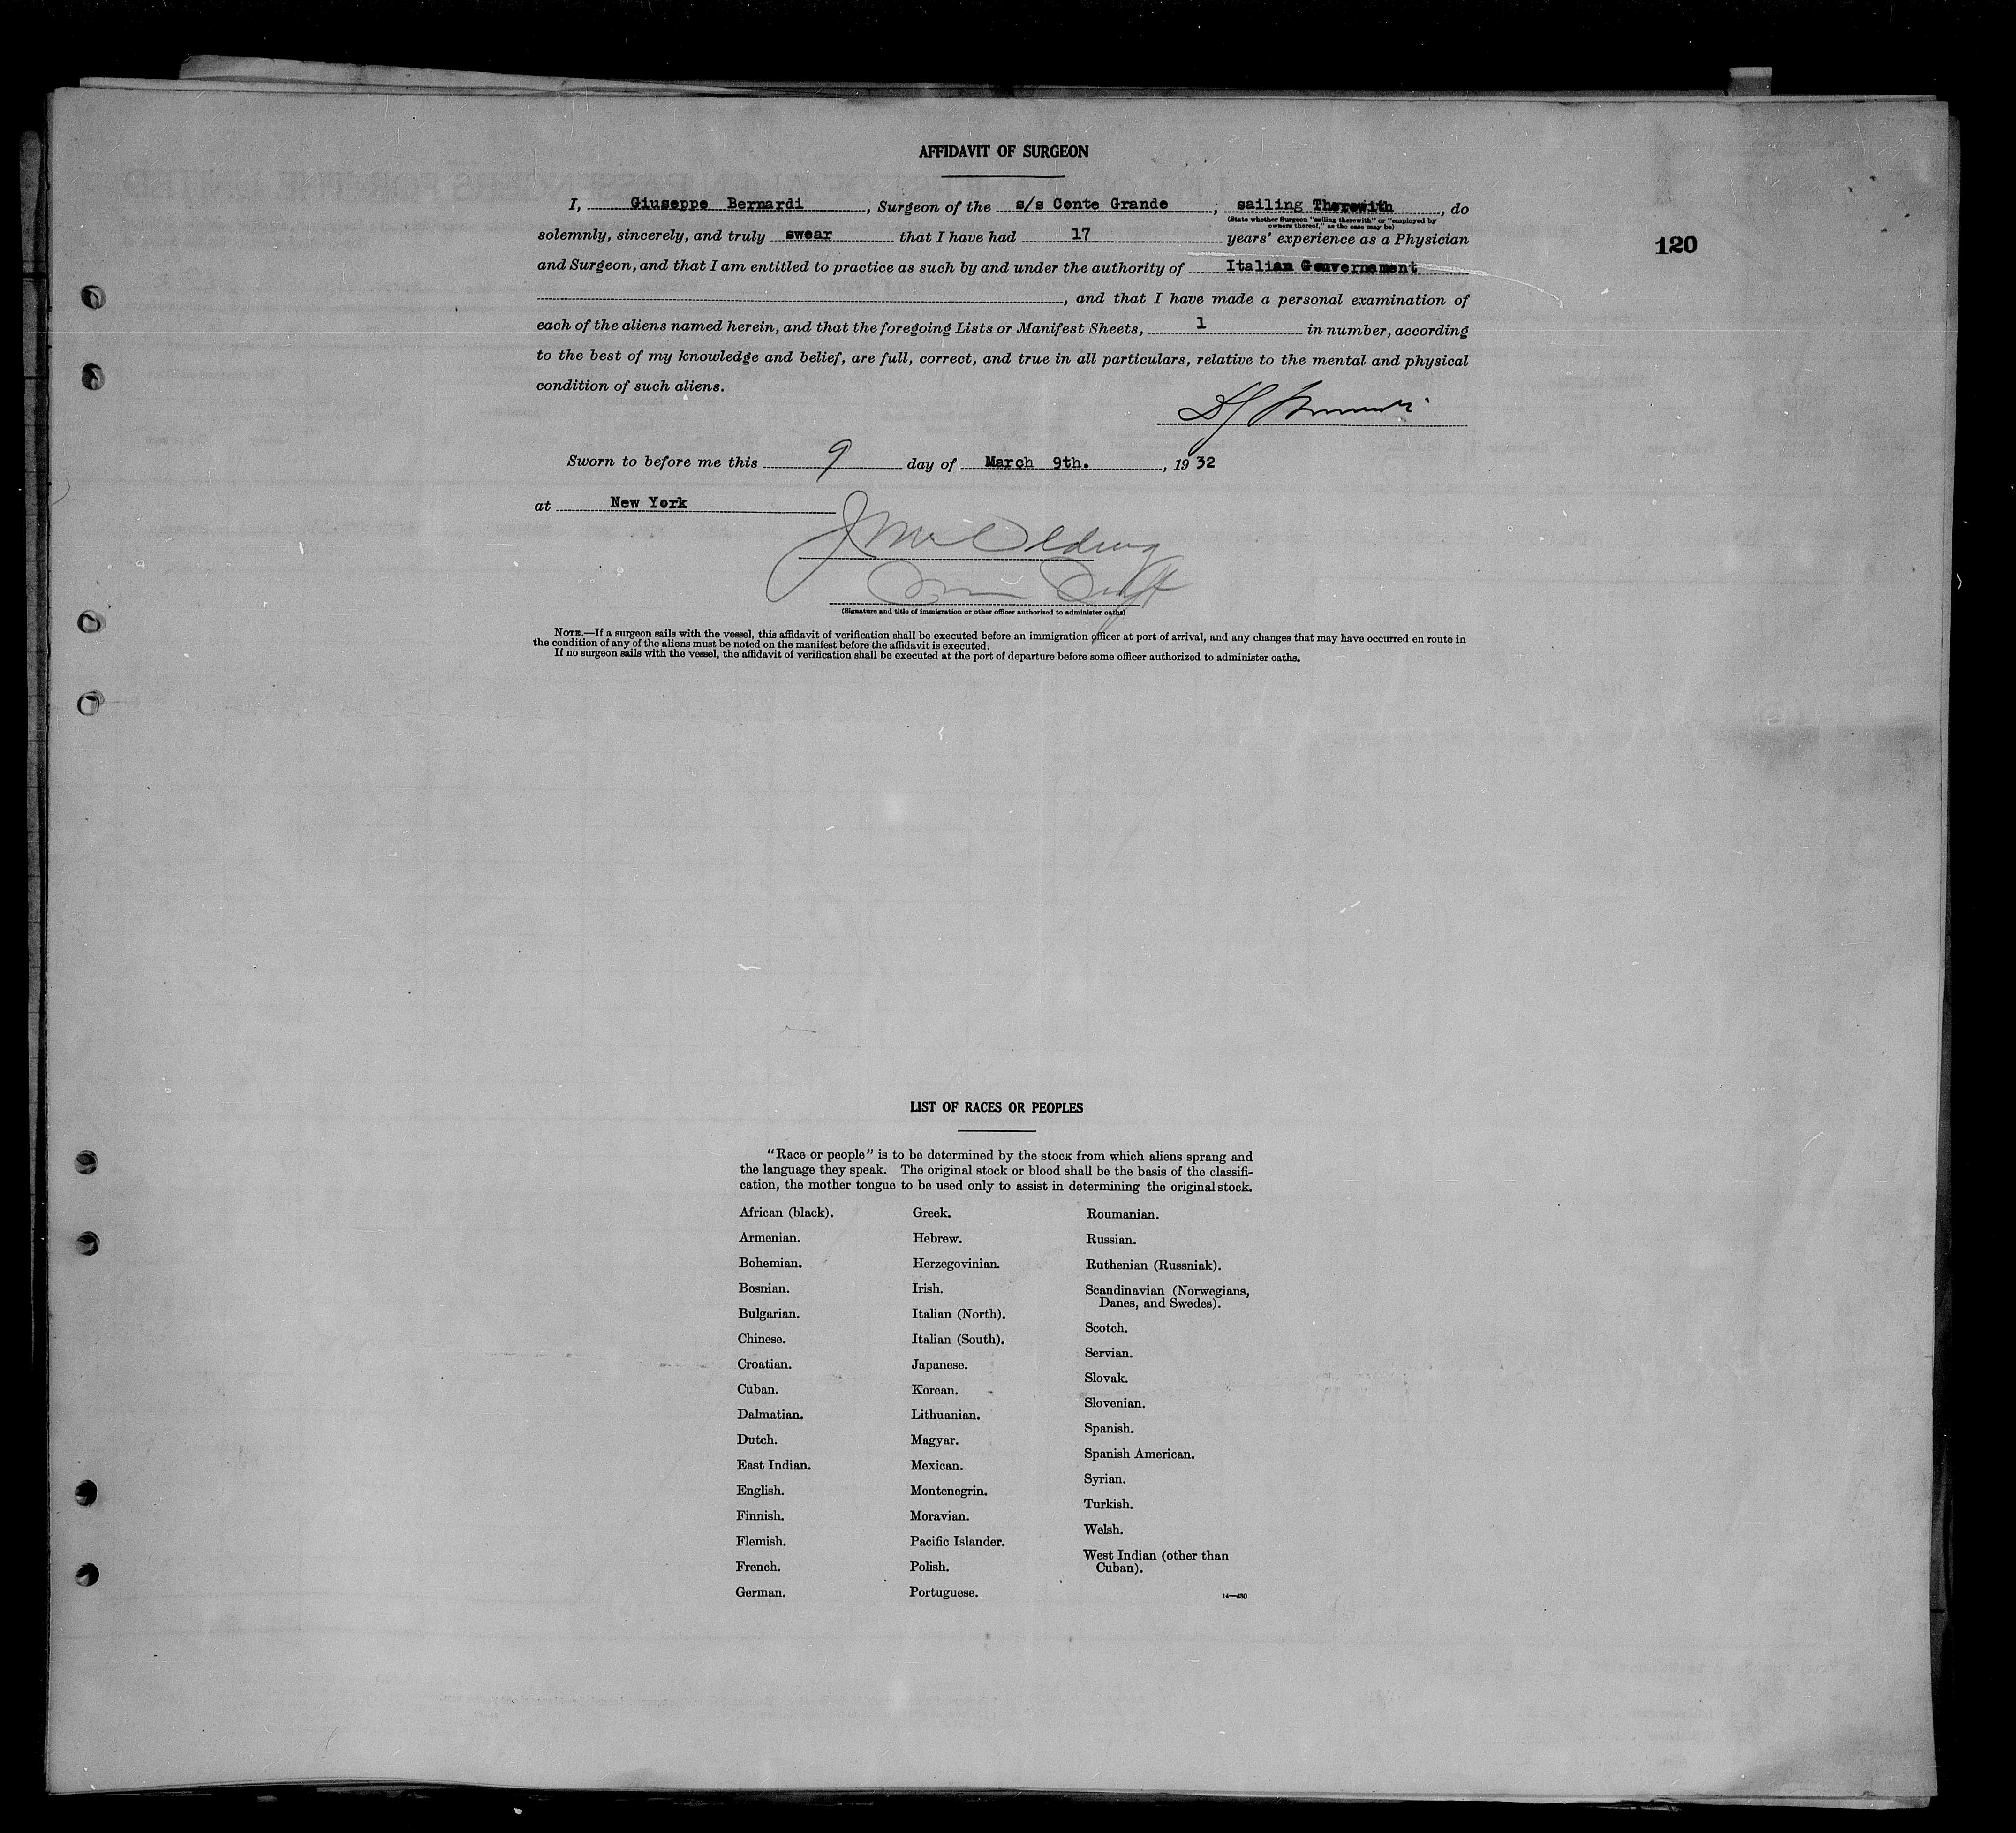 AFFIDAVIT OF SURGEON
I, Giuseppe Bernardi, Surgeon of the s/s Conte Grande; sailing Therewith, do
(State whether Surgeon "sailing therewith" or "employed by
owners thereof," as the case may be)
solemnly, sincerely, and truly swear that I have had 17 years' experience as a Physician
120
and Surgeon, and that I am entitled to practice as such by and under the authority of Italian Gouvernament
, and that I have made a personal examination of
each of the aliens named herein, and that the foregoing Lists or Manifest Sheets, 1 in number, according
to the best of my knowledge and belief, are full, correct, and true in all particulars, relative to the mental and physical
condition of such aliens.
Sworn to before me this 9 day of March 9th., 1932
at New York
(Signature and title of immigration or other officer authorized to administer oaths)
NOTE.—If a surgeon sails with the vessel, this affidavit of verification shall be executed before an immigration officer at port of arrival, and any changes that may have occurred en route in
the condition of any of the aliens must be noted on the manifest before the affidavit is executed.
If no surgeon sails with the vessel, the affidavit of verification shall be executed at the port of departure before some officer authorized to administer oaths.
LIST OF RACES OR PEOPLES
"Race or people" is to be determined by the stock from which aliens sprang and
the language they speak. The original stock or blood shall be the basis of the classifi-
cation, the mother tongue to be used only to assist in determining the original stock.
African (black).
Armenian.
Bohemian.
Bosnian.
Bulgarian.
Chinese.
Croatian.
Cuban.
Dalmatian.
Dutch.
East Indian.
English.
Finnish.
Flemish.
French.
German.
Greek.
Hebrew.
Herzegovinian.
Irish.
Italian (North).
Italian (South).
Japanese.
Korean.
Lithuanian.
Magyar.
Mexican.
Montenegrin.
Moravian.
Pacific Islander.
Polish.
Portuguese.
Roumanian.
Russian.
Ruthenian (Russniak).
Scandinavian (Norwegians,
Danes, and Swedes).
Scotch.
Servian.
Slovak.
Slovenian.
Spanish.
Spanish American.
Syrian.
Turkish.
Welsh.
West Indian (other than
Cuban).
14—430